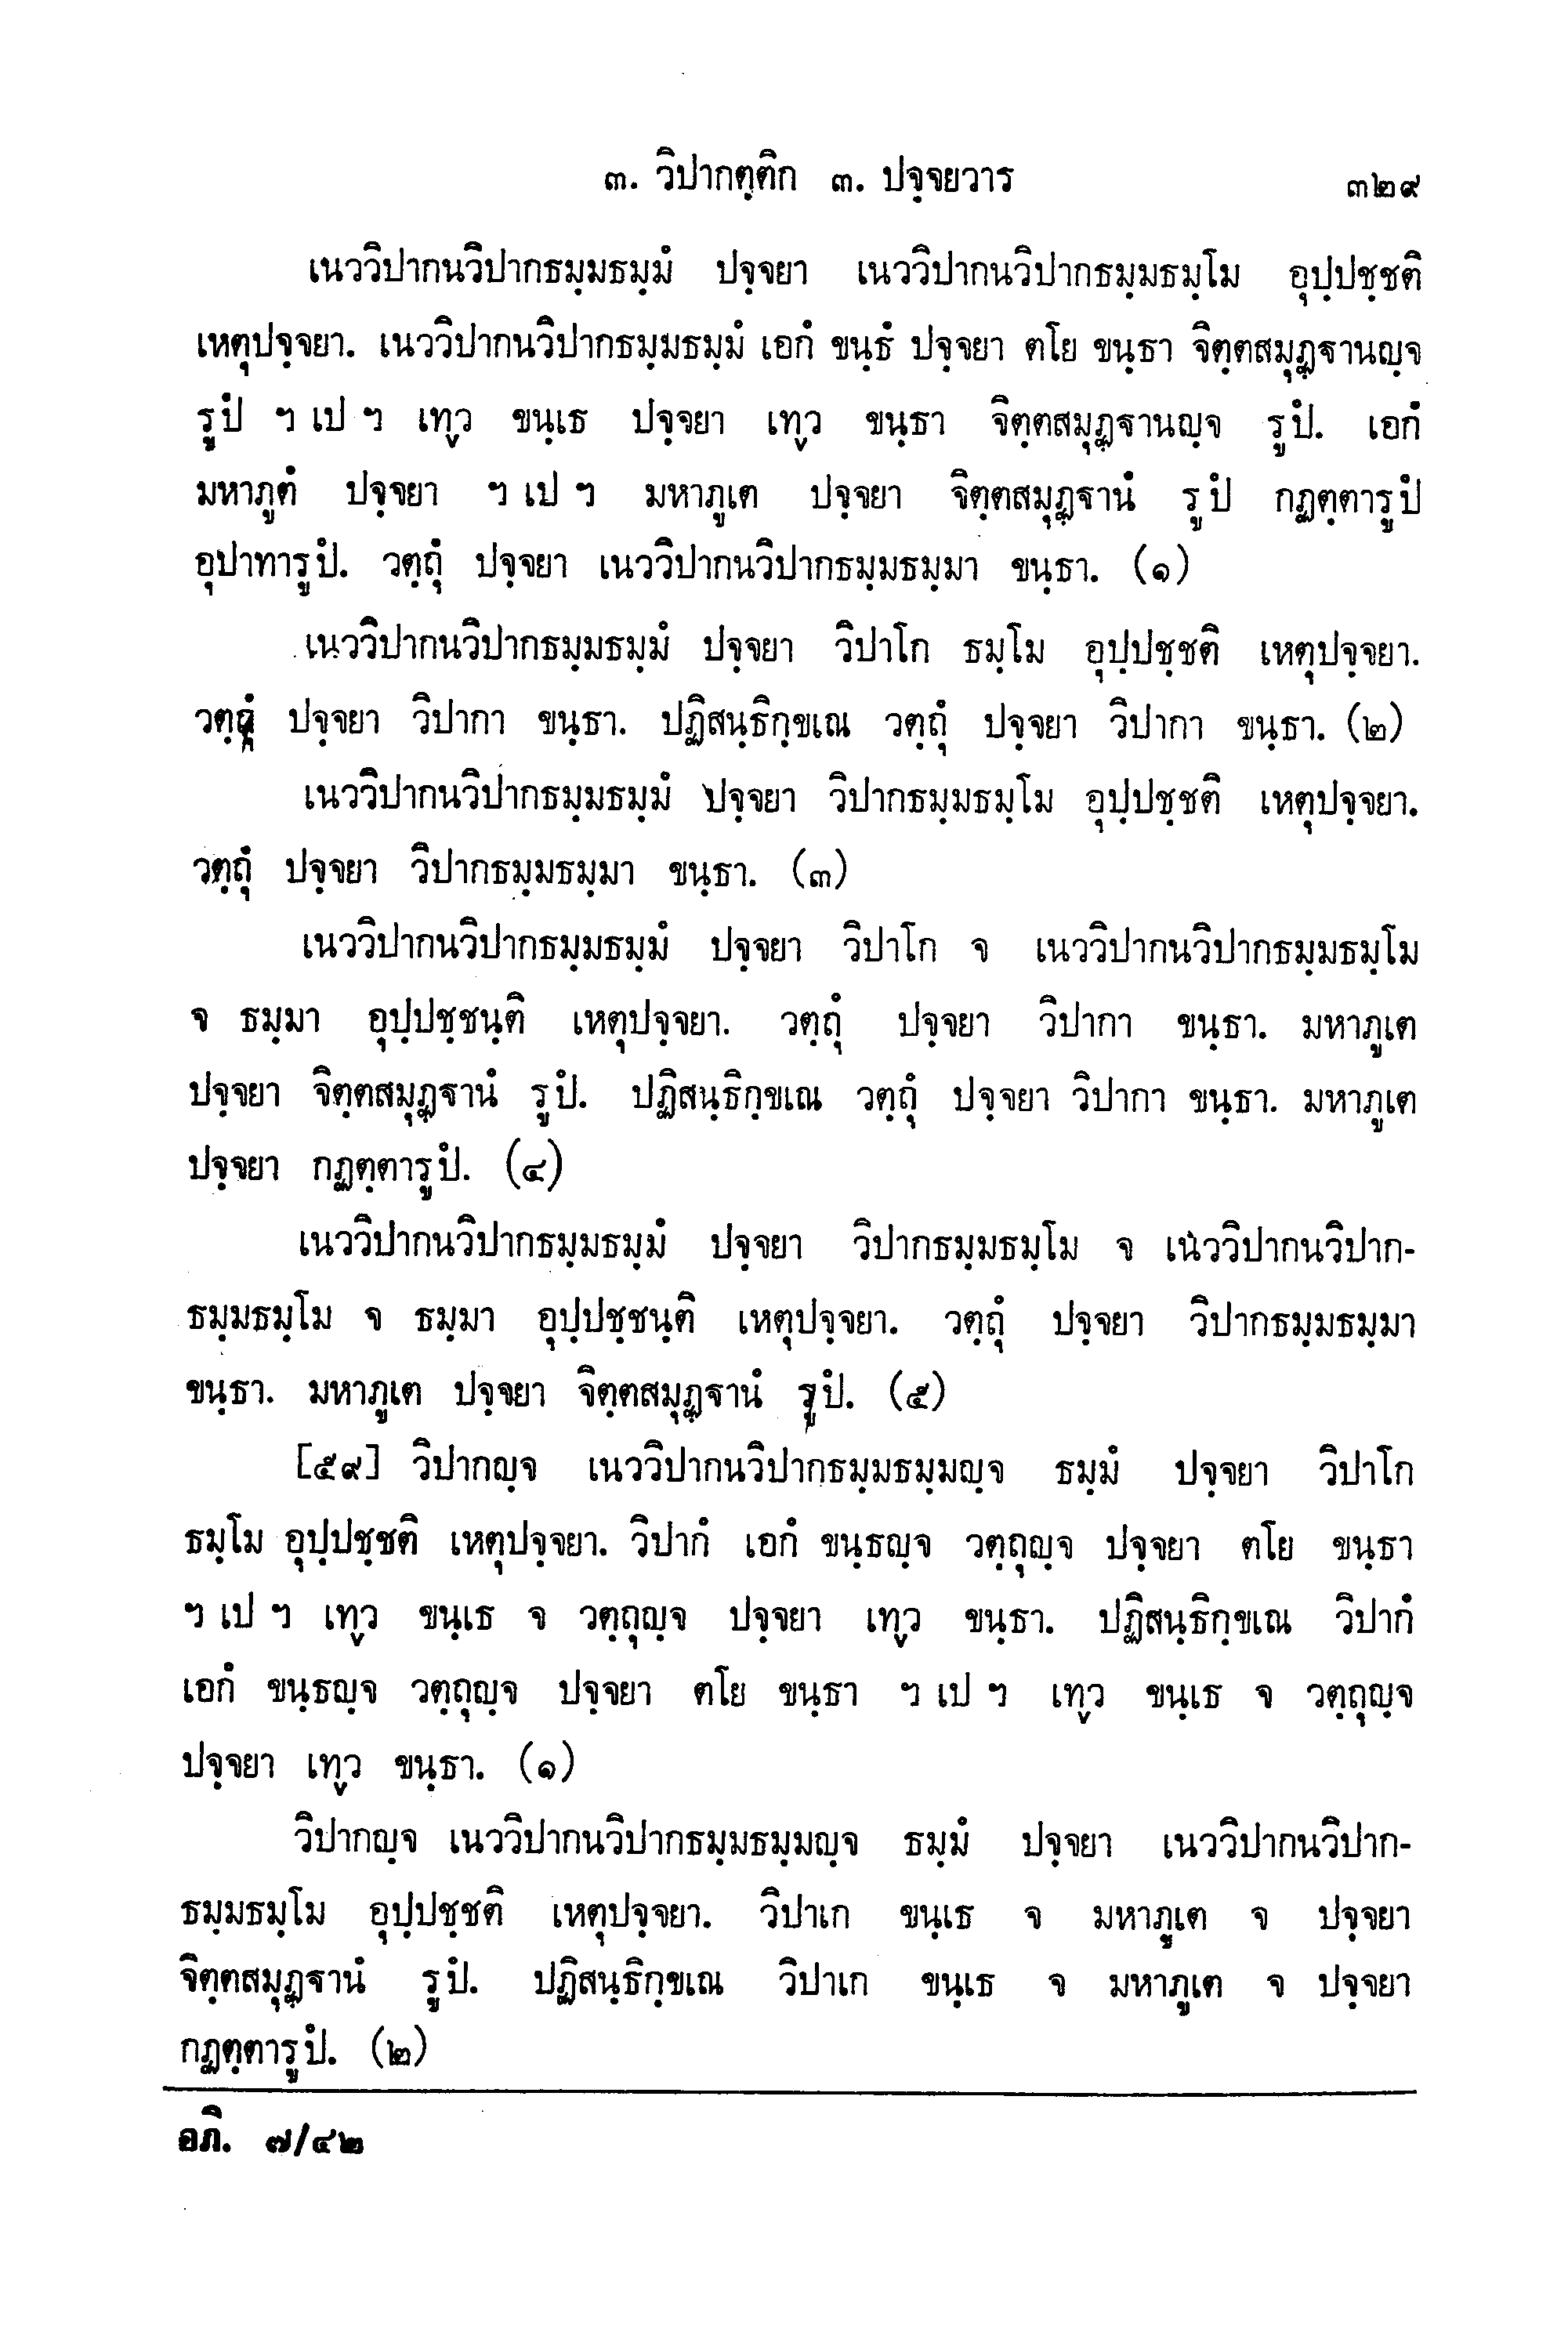 ๓. วิปากตฺติก ๓. ปจฺจยวาร ๓๒๙
เนววิปากนวิปากธมฺมธมฺมํ ปจฺจยา เนววิปากนวิปากธมฺมธมฺโม อุปฺปชฺชติ
เหตุปจฺจยา. เนววิปากนวิปากธมฺมธมฺมํ เอกํ ขนฺธํ ปจฺจยา ตโย ขนฺธา จิตฺตสมุฏฺฐานญฺจ
รูปํ ฯ เป ฯ เทฺว ขนฺเธ ปจฺจยา เทฺว ขนฺธา จิตฺตสมุฏฺฐานญฺจ รูปํ. เอกํ
มหาภูตํ ปจฺจยา ฯ เป ฯ มหาภูเต ปจฺจยา จิตฺตสมุฏฺฐานํ รูปํ กฏตฺตารูปํ
อุปาทารูปํ. วตฺถุํ ปจฺจยา เนววิปากนวิปากธมฺมธมฺมา ขนฺธา. (๑)
เนววิปากนวิปากธมฺมธมฺมํ ปจฺจยา วิปาโก ธมฺโม อุปฺปชฺชติ เหตุปจฺจยา.
วตฺถุํ ปจฺจยา วิปากา ขนฺธา. ปฏิสนฺธิกฺขเณ วตฺถุํ ปจฺจยา วิปากา ขนฺธา. (๒)
เนววิปากนวิปากธมฺมธมฺมํ ปจฺจยา วิปากธมฺมธมฺโม อุปฺปชฺชติ เหตุปจฺจยา.
วตฺถุํ ปจฺจยา วิปากธมฺมธมฺมา ขนฺธา. (๓)
เนววิปากนวิปากธมฺมธมฺมํ ปจฺจยา วิปาโก จ เนววิปากนวิปากธมฺมธมฺโม
จ ธมฺมา อุปฺปชฺชนฺติ เหตุปจฺจยา. วตฺถุํ ปจฺจยา วิปากา ขนฺธา. มหาภูเต
ปจฺจยา จิตฺตสมุฏฺฐานํ รูปํ. ปฏิสนฺธิกฺขเณ วตฺถุํ ปจฺจยา วิปากา ขนฺธา. มหาภูเต
ปจฺจยา กฏตฺตารูปํ. (๔)
เนววิปากนวิปากธมฺมธมฺมํ ปจฺจยา วิปากธมฺมธมฺโม จ เนววิปากนวิปาก-
ธมฺมธมฺโม จ ธมฺมา อุปฺปชฺชนฺติ เหตุปจฺจยา. วตฺถุํ ปจฺจยา วิปากธมฺมธมฺมา
ขนฺธา. มหาภูเต ปจฺจยา จิตฺตสมุฏฺฐานํ รูปํ. (๕)
[๕๙] วิปากญฺจ เนววิปากนวิปากธมฺมธมฺมญฺจ ธมฺมํ ปจฺจยา วิปาโก
ธมฺโม อุปฺปชฺชติ เหตุปจฺจยา. วิปากํ เอกํ ขนฺธญฺจ วตฺถุญฺจ ปจฺจยา ตโย ขนฺธา
ฯ เป ฯ เทฺว ขนฺเธ จ วตฺถุญฺจ ปจฺจยา เทฺว ขนฺธา. ปฏิสนฺธิกฺขเณ วิปากํ
เอกํ ขนฺธญฺจ วตฺถุญฺจ ปจฺจยา ตโย ขนฺธา ฯ เป ฯ เทฺว ขนฺเธ จ วตฺถุญฺจ
ปจฺจยา เทฺว ขนฺธา. (๑)
วิปากญฺจ เนววิปากนวิปากธมฺมธมฺมญฺจ ธมฺมํ ปจฺจยา เนววิปากนวิปาก-
ธมฺมธมฺโม อุปฺปชฺชติ เหตุปจฺจยา. วิปาเก ขนฺเธ จ มหาภูเต จ ปจฺจยา
จิตฺตสมุฏฺฐานํ รูปํ. ปฏิสนฺธิกฺขเณ วิปาเก ขนฺเธ จ มหาภูเต จ ปจฺจยา
กฏตฺตารูปํ. (๒)
อภิ. ๗/๔๒